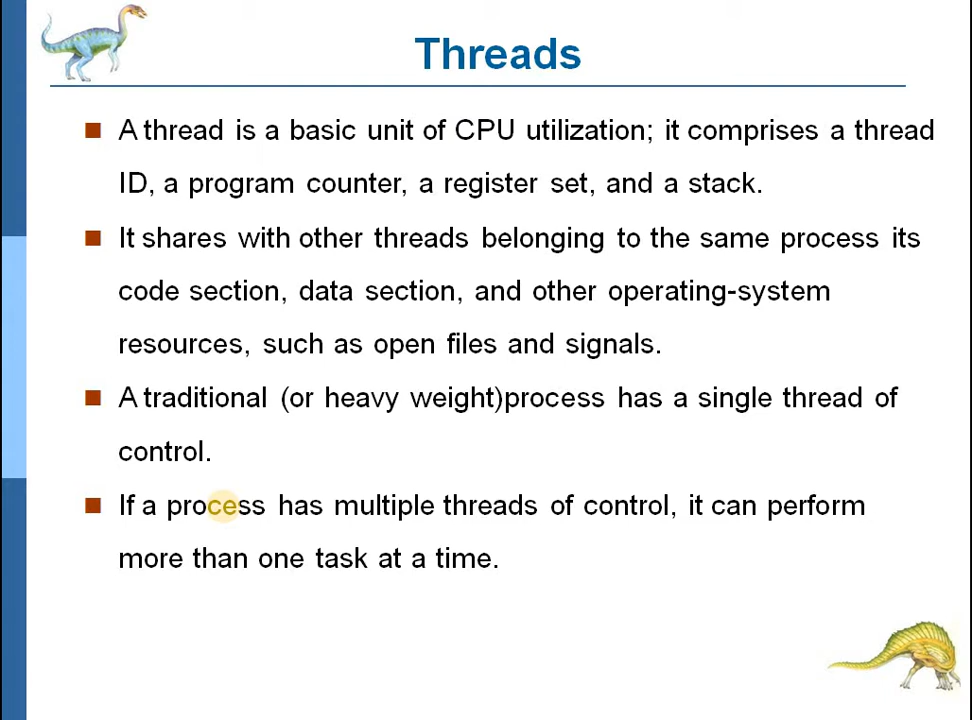 Threads
A thread is a basic unit of CPU utilization; it comprises a thread
ID, a program counter, a register set, and a stack.
It shares with other threads belonging to the same process its
code section, data section, and other operating-system
resources, such as open files and signals.
A traditional (or heavy weight)process has a single thread of
control.
If a process has multiple threads of control, it can perform
more than one task at a time.